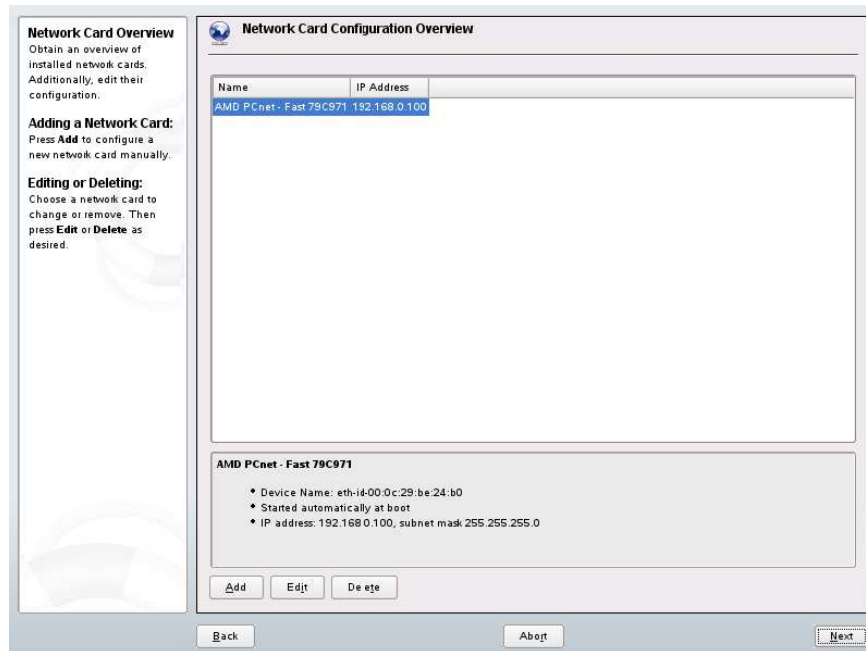 Network Card Overview
Obtain an overview of
installed network cards.
Additionally, edit their
configuration.
Adding a Network Card:
Press Add to configure a
new network card manually.
Editing or Deleting:
Choose a network card to
change or remove. Then
press Edit or Delete as
desired.
Network Card Configuration Overview
Name IP Address
AMD PCnet - Fast 79C971 192.168.0.100
AMD PCnet - Fast 79C971
• Device Name: eth-id-00:0c:29:be:24:b0
• Started automatically at boot
• IP address: 192.168 0.100, subnet mask 255.255.255.0
Add Edit De ete
Back Abort Next